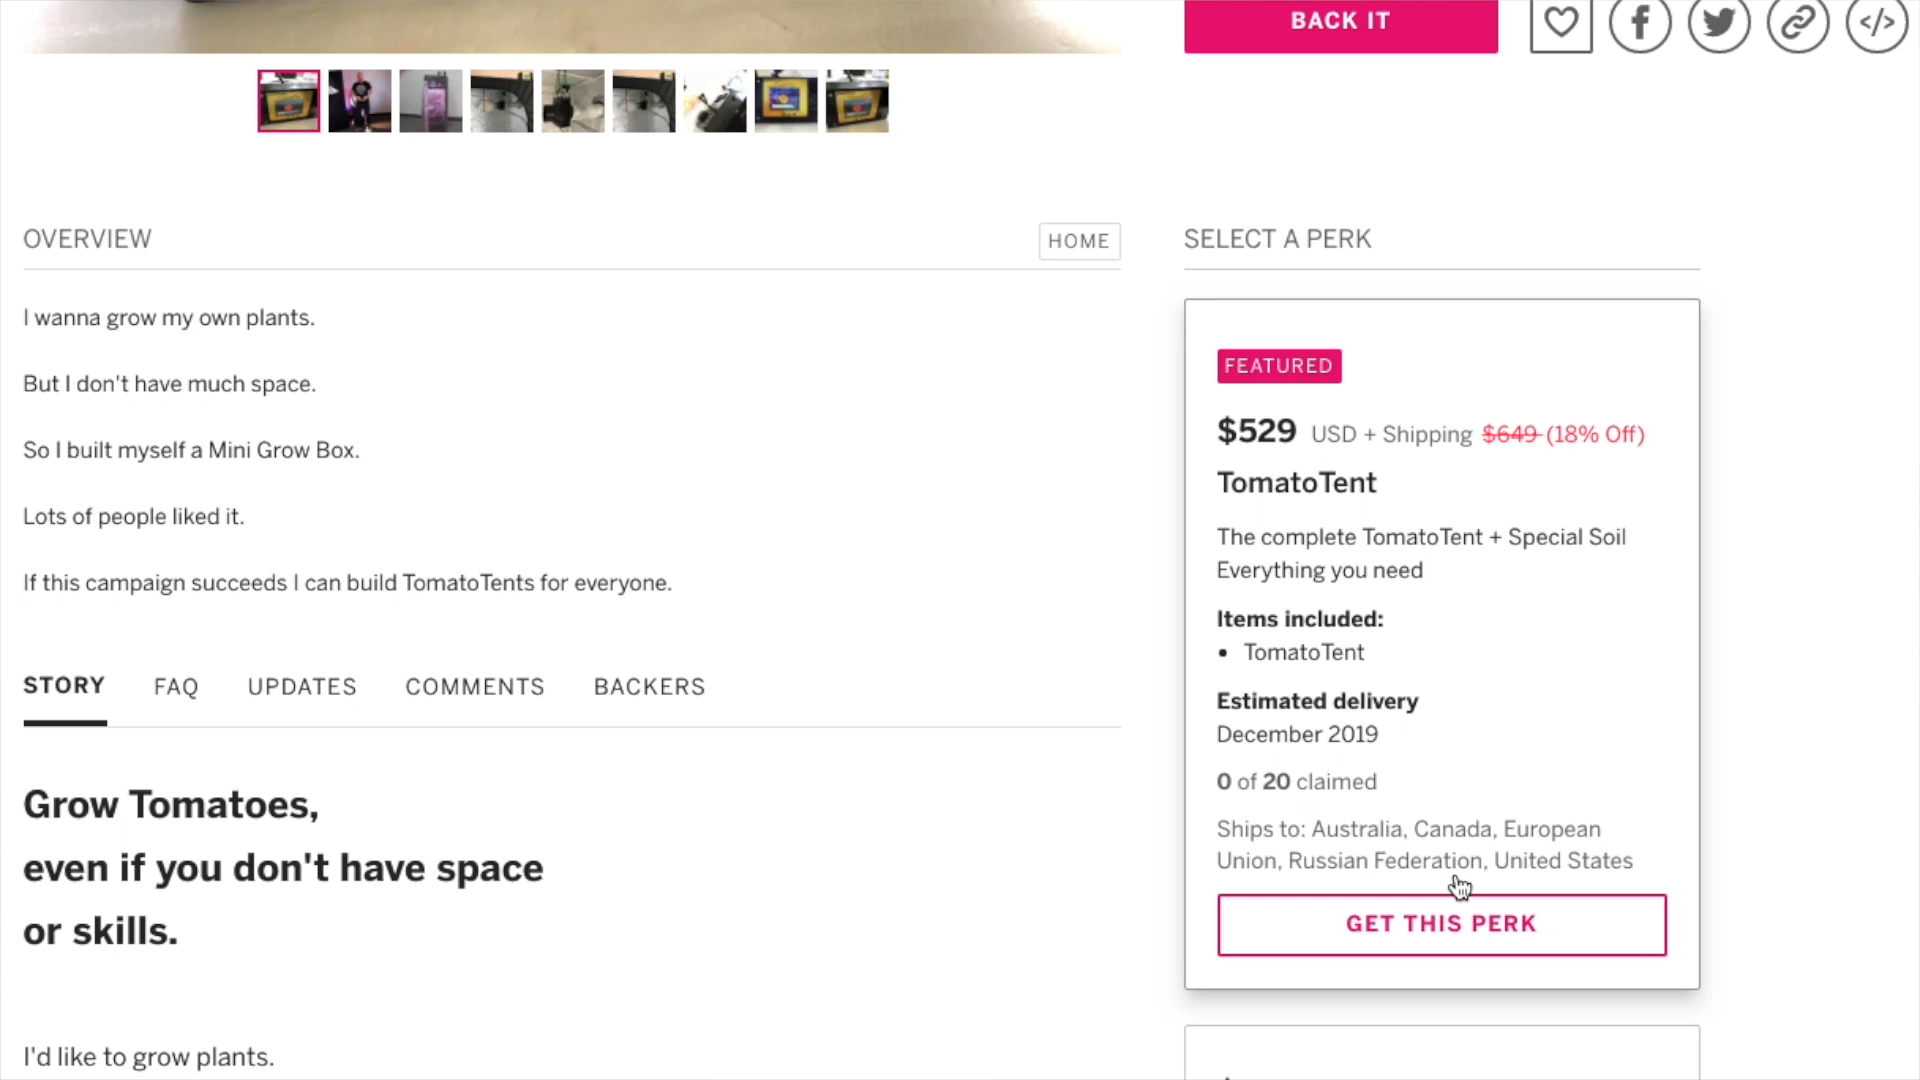 BACK IT
OVERVIEW
HOME
I wanna grow my own plants.
But I don't have much space.
So I built myself a Mini Grow Box.
Lots of people liked it.
If this campaign succeeds I can build TomatoTents for everyone.
STORY FAQ UPDATES COMMENTS BACKERS
Grow Tomatoes,
even if you don't have space
or skills.
I'd like to grow plants.
SELECT A PERK
FEATURED
$529 USD + Shipping $649 (18% Off)
TomatoTent
The complete TomatoTent + Special Soil
Everything you need
Items included:
• TomatoTent
Estimated delivery
December 2019
0 of 20 claimed
Ships to: Australia, Canada, European
Union, Russian Federation, United States
GET THIS PERK